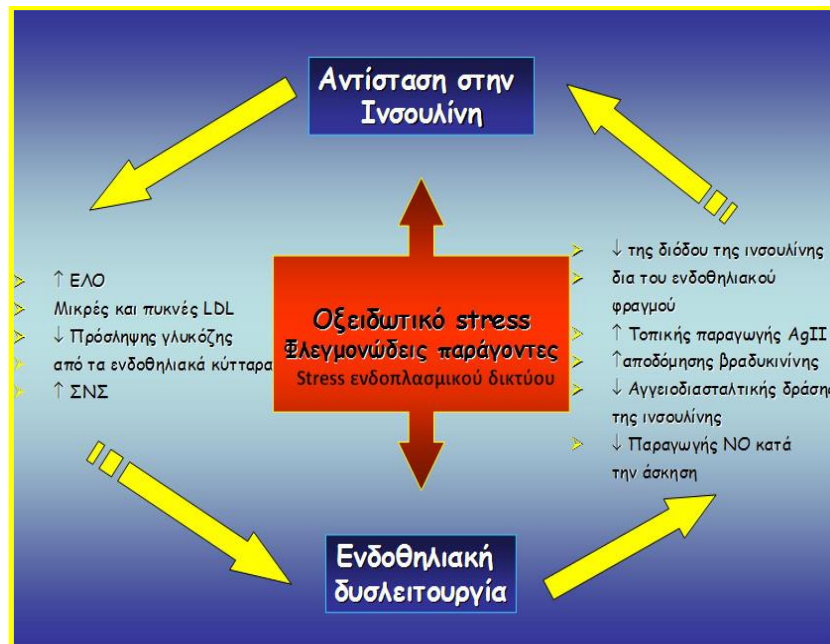 Αντίσταση στην
Ινσουλίνη
↑ ΕΛΟ
Μικρές και πυκνές LDL
↓ Πρόσληψης γλυκόζης
από τα ενδοθηλιακά κύτταρα
↑ ΣΝΣ
Οξειδωτικό stress
Φλεγμονώδεις παράγοντες
Stress ενδοπλασμικού δικτύου
↓ της διόδου της ινσουλίνης
δια του ενδοθηλιακού
φραγμού
↑ Τοπικής παραγωγής AgII
↑αποδόμησης βραδυκινίνης
↓ Αγγειοδιασταλτικής δράσης
της ινσουλίνης
↓ Παραγωγής ΝΟ κατά
την άσκηση
Ενδοθηλιακή
δυσλειτουργία